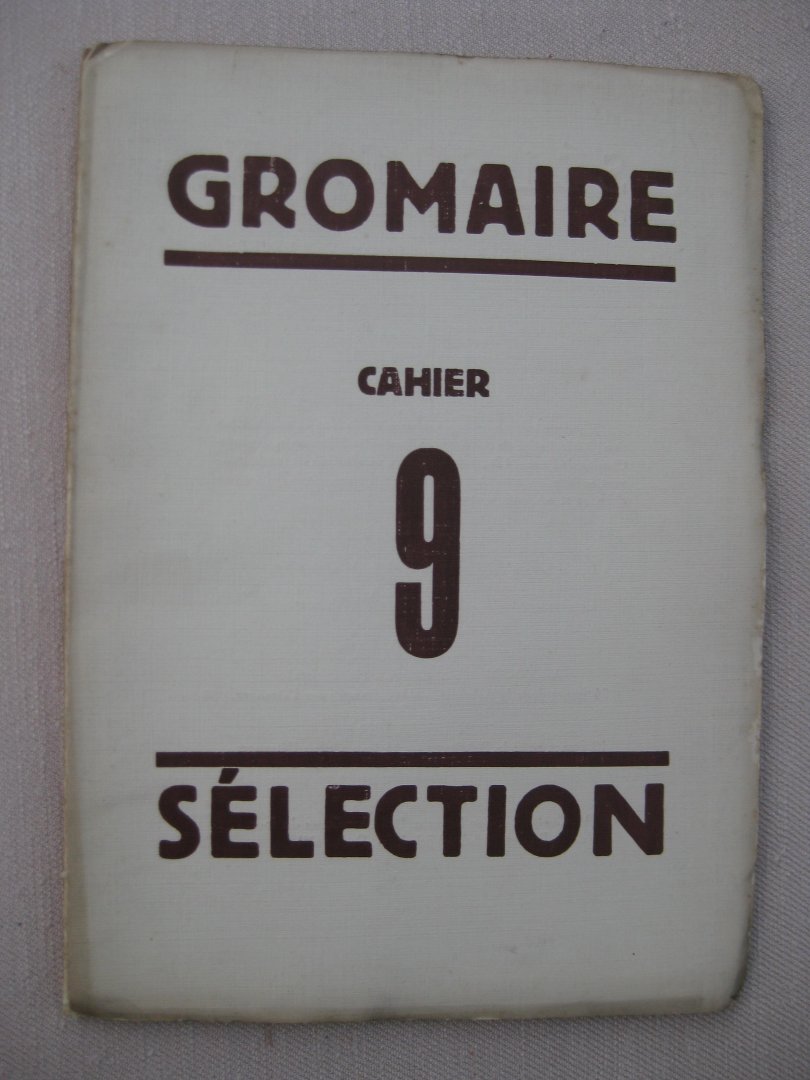 GROMAIRE
CAHIER
9
SÉLECTION